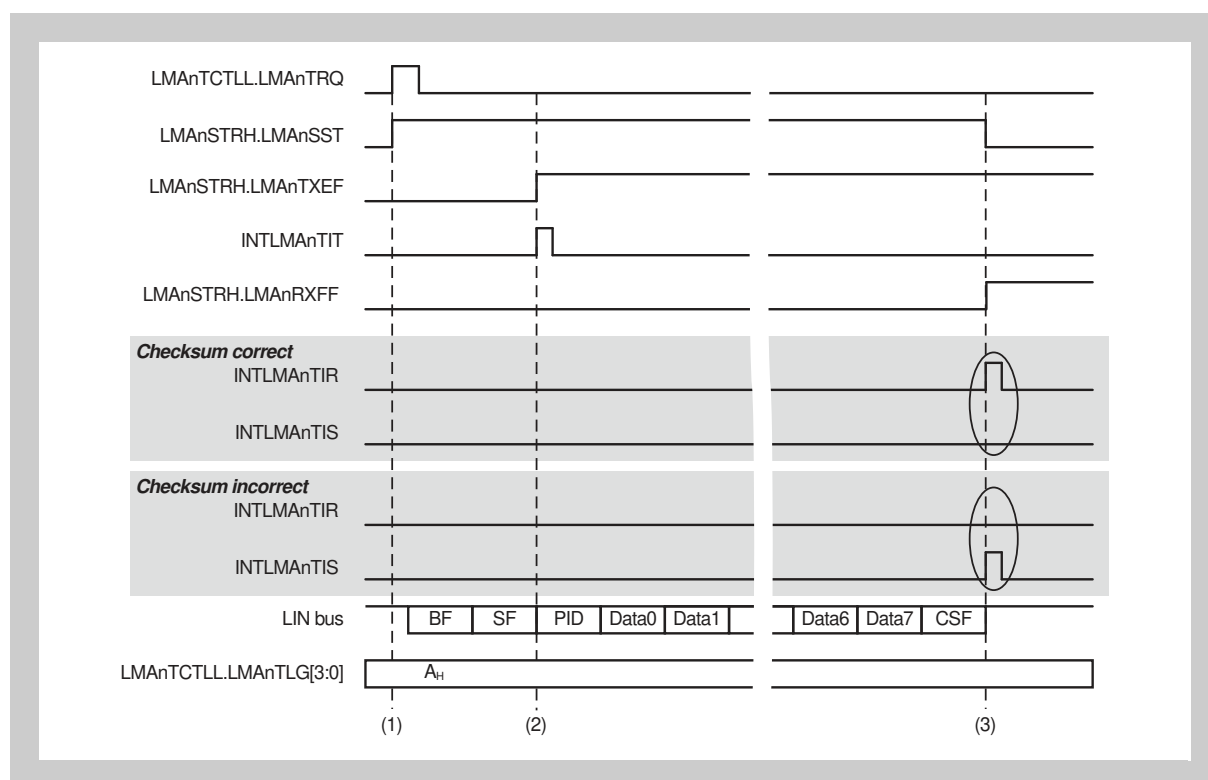 LMAnTCTLL.LMAnTRQ
LMAnSTRH.LMAnSST
LMAnSTRH.LMAnTXEF
INTLMAnTIT
LMAnSTRH.LMAnRXFF
Checksum correct
INTLMAnTIR
INTLMAnTIS
Checksum incorrect
INTLMAnTIR
INTLMAnTIS
LIN bus BF SF PID Data0 Data1 Data6 Data7 CSF
LMAnTCTLL.LMAnTLG[3:0] AH
(1) (2) (3)